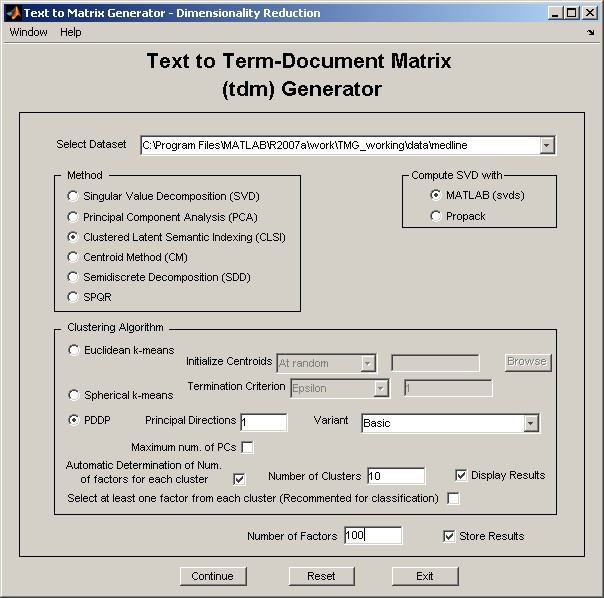 Text to Matrix Generator - Dimensionality Reduction
Window Help
Text to Term-Document Matrix
(tdm) Generator
Select Dataset C:\Program Files\MATLAB\R2007a\work\TMG_working\data\medline
Method
Singular Value Decomposition (SVD)
Principal Component Analysis (PCA)
Clustered Latent Semantic Indexing (CLSI)
Centroid Method (CM)
Semidiscrete Decomposition (SDD)
SPQR
Compute SVD with
MATLAB (svds)
Propack
Clustering Algorithm
Euclidean k-means
Initialize Centroids At random Browse
Termination Criterion Epsilon 1
Spherical k-means
PDDP Principal Directions 1 Variant Basic
Maximum num. of PCs
Automatic Determination of Num.
of factors for each cluster
Number of Clusters 10 Display Results
Select at least one factor from each cluster (Recommented for classification)
Number of Factors 100 Store Results
Continue Reset Exit